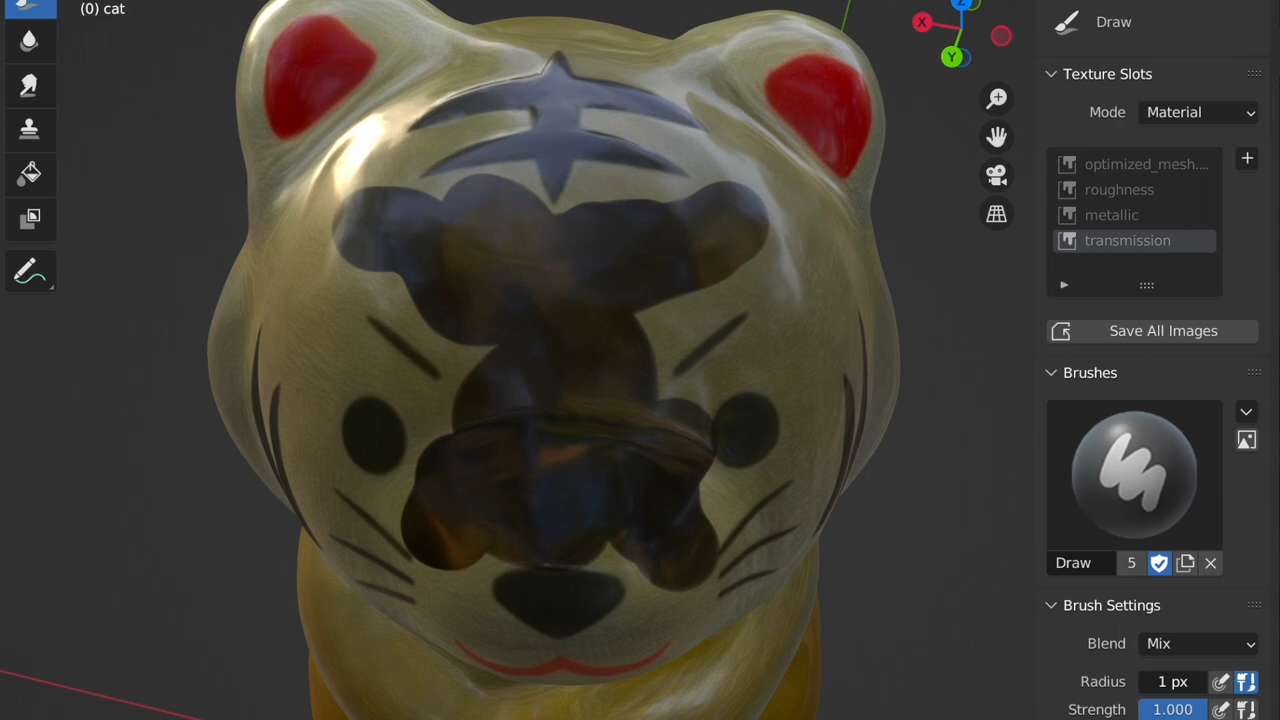 (0) cat
X
Z
Y
Draw
Texture Slots
Mode Material
optimized_mesh....
roughness
metallic
transmission
Save All Images
Brushes
Draw 5
Brush Settings
Blend Mix
Radius 1 px
Strength 1.000